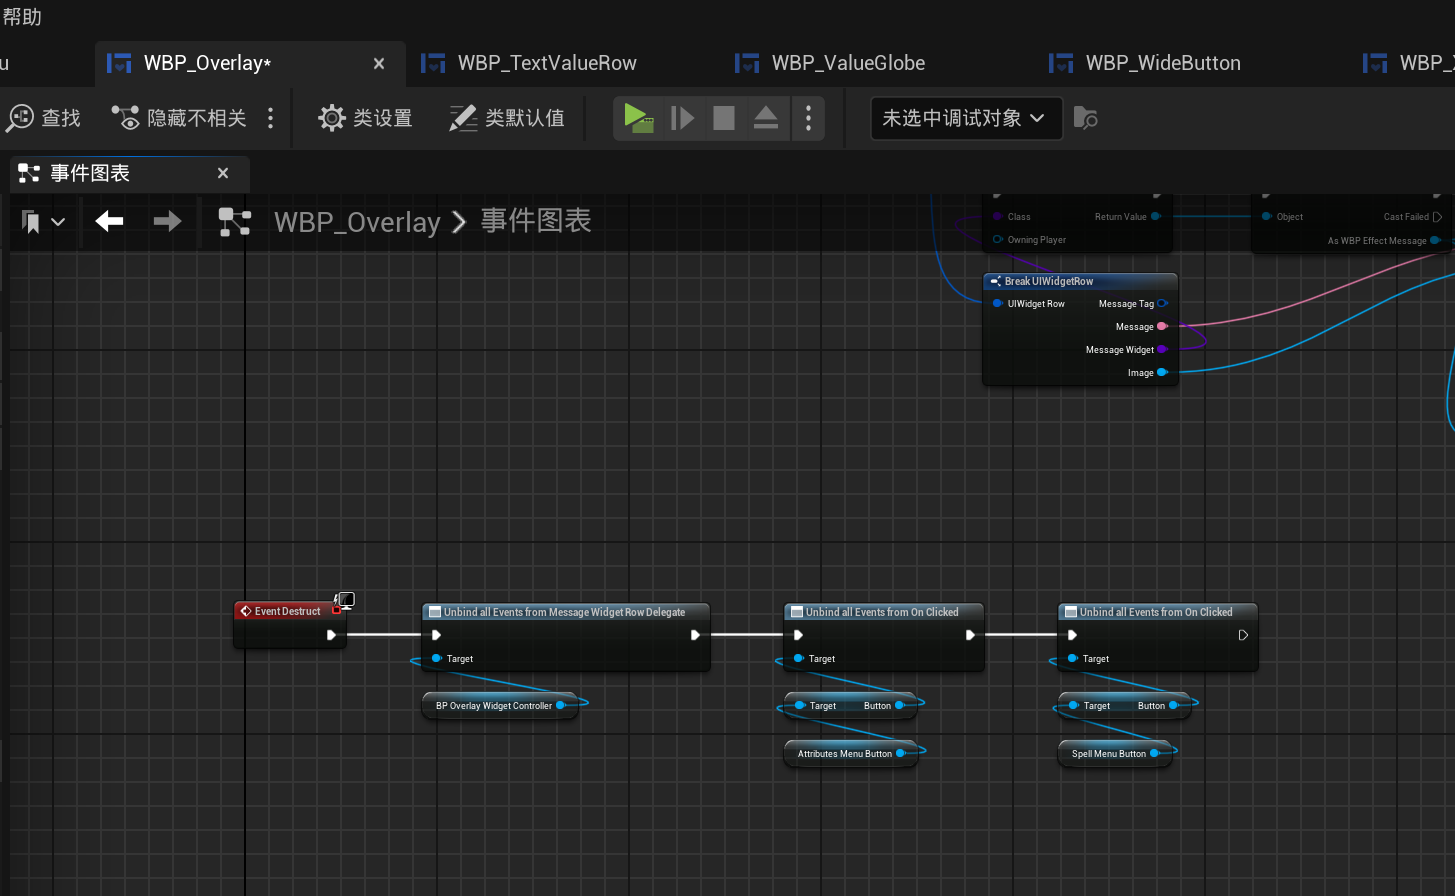 帮助
WBP_Overlay*
WBP_TextValueRow
WBP_ValueGlobe
WBP_WideButton
WBP_
查找
隐藏不相关
类设置
类默认值
未选中调试对象
事件图表
WBP_Overlay
事件图表
Class
Return Value
Owning Player
Object
Cast Failed
As WBP Effect Message
Break UIWidgetRow
UIWidget Row
Message Tag
Message
Message Widget
Image
Event Destruct
Unbind all Events from Message Widget Row Delegate
Target
BP Overlay Widget Controller
Unbind all Events from On Clicked
Target
Target
Button
Attributes Menu Button
Unbind all Events from On Clicked
Target
Target
Button
Spell Menu Button